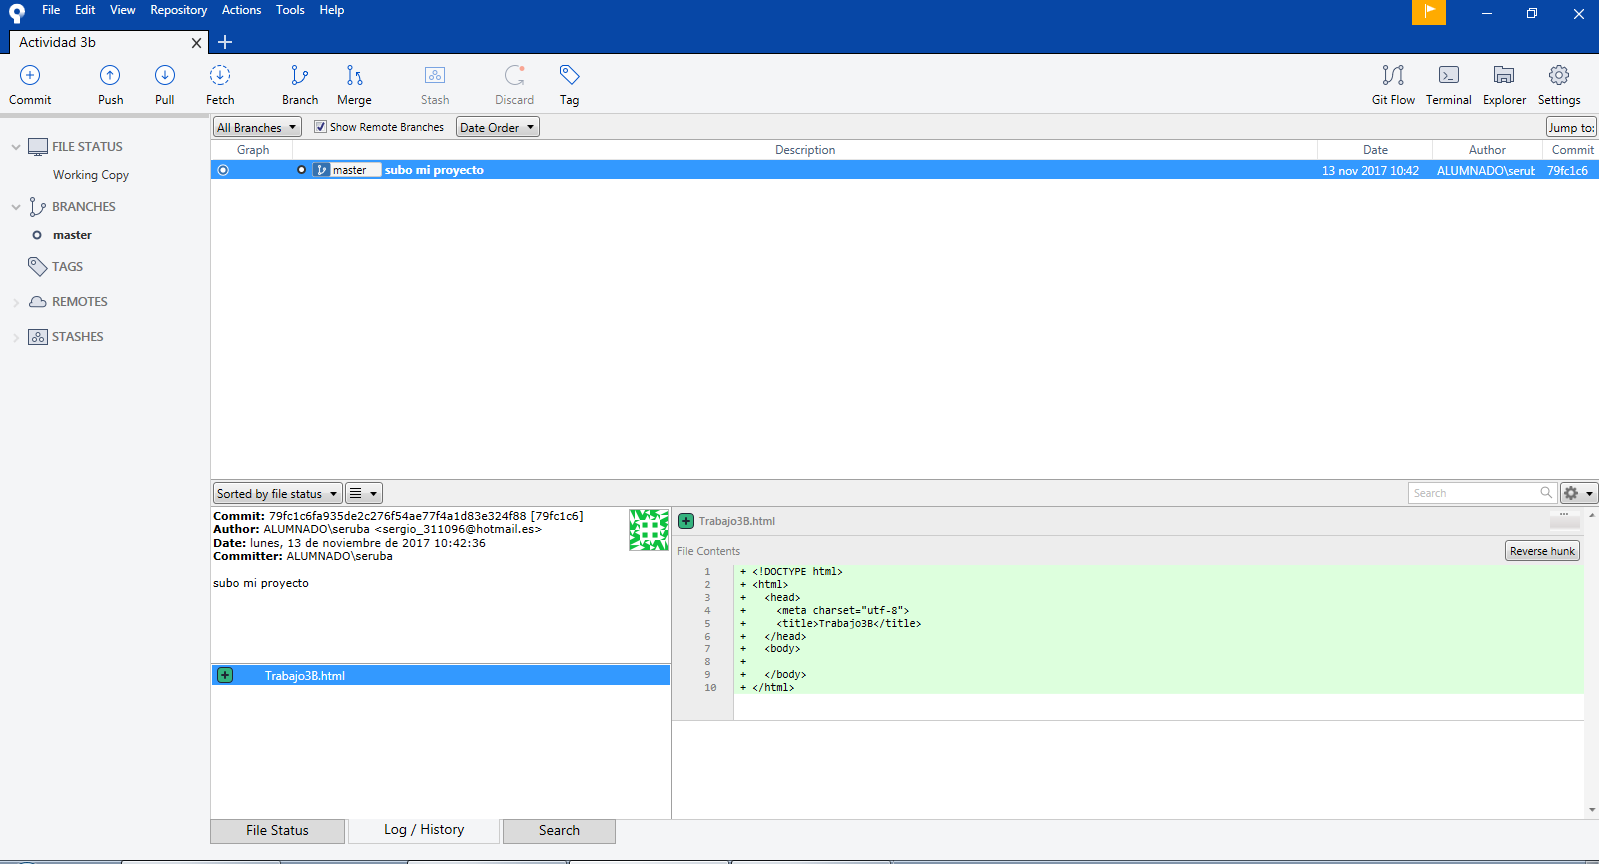 File Edit View Repository Actions Tools Help
Actividad 3b
Commit Push Pull Fetch Branch Merge Stash Discard Tag Git Flow Terminal Explorer Settings
All Branches Show Remote Branches Date Order Jump to:
FILE STATUS
Working Copy
BRANCHES
master
TAGS
REMOTES
STASHES
Graph Description Date Author Commit
master subo mi proyecto 13 nov 2017 10:42 ALUMNADO\serub 79fc1c6
Sorted by file status Search
Commit: 79fc1c6fa935de2c276f54ae77f4a1d83e324f88 [79fc1c6]
Author: ALUMNADO\seruba <sergio_311096@hotmail.es>
Date: lunes, 13 de noviembre de 2017 10:42:36
Committer: ALUMNADO\seruba
subo mi proyecto
Trabajo3B.html
Trabajo3B.html
File Contents Reverse hunk
1 + <!DOCTYPE html>
2 + <html>
3 + <head>
4 + <meta charset="utf-8">
5 + <title>Trabajo3B</title>
6 + </head>
7 + <body>
8 +
9 + </body>
10 + </html>
File Status Log / History Search